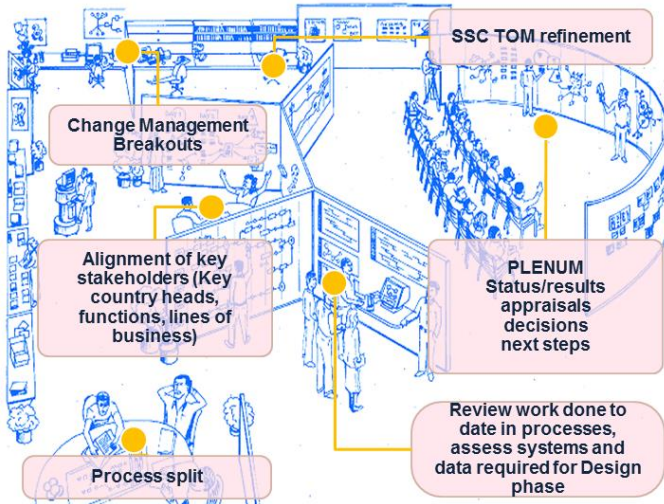 SSC TOM refinement
Change Management
Breakouts
Alignment of key
stakeholders (Key
country heads,
functions, lines of
business)
PLENUM
Status/results
appraisals
decisions
next steps
Review work done to
date in processes,
assess systems and
data required for Design
phase
Process split